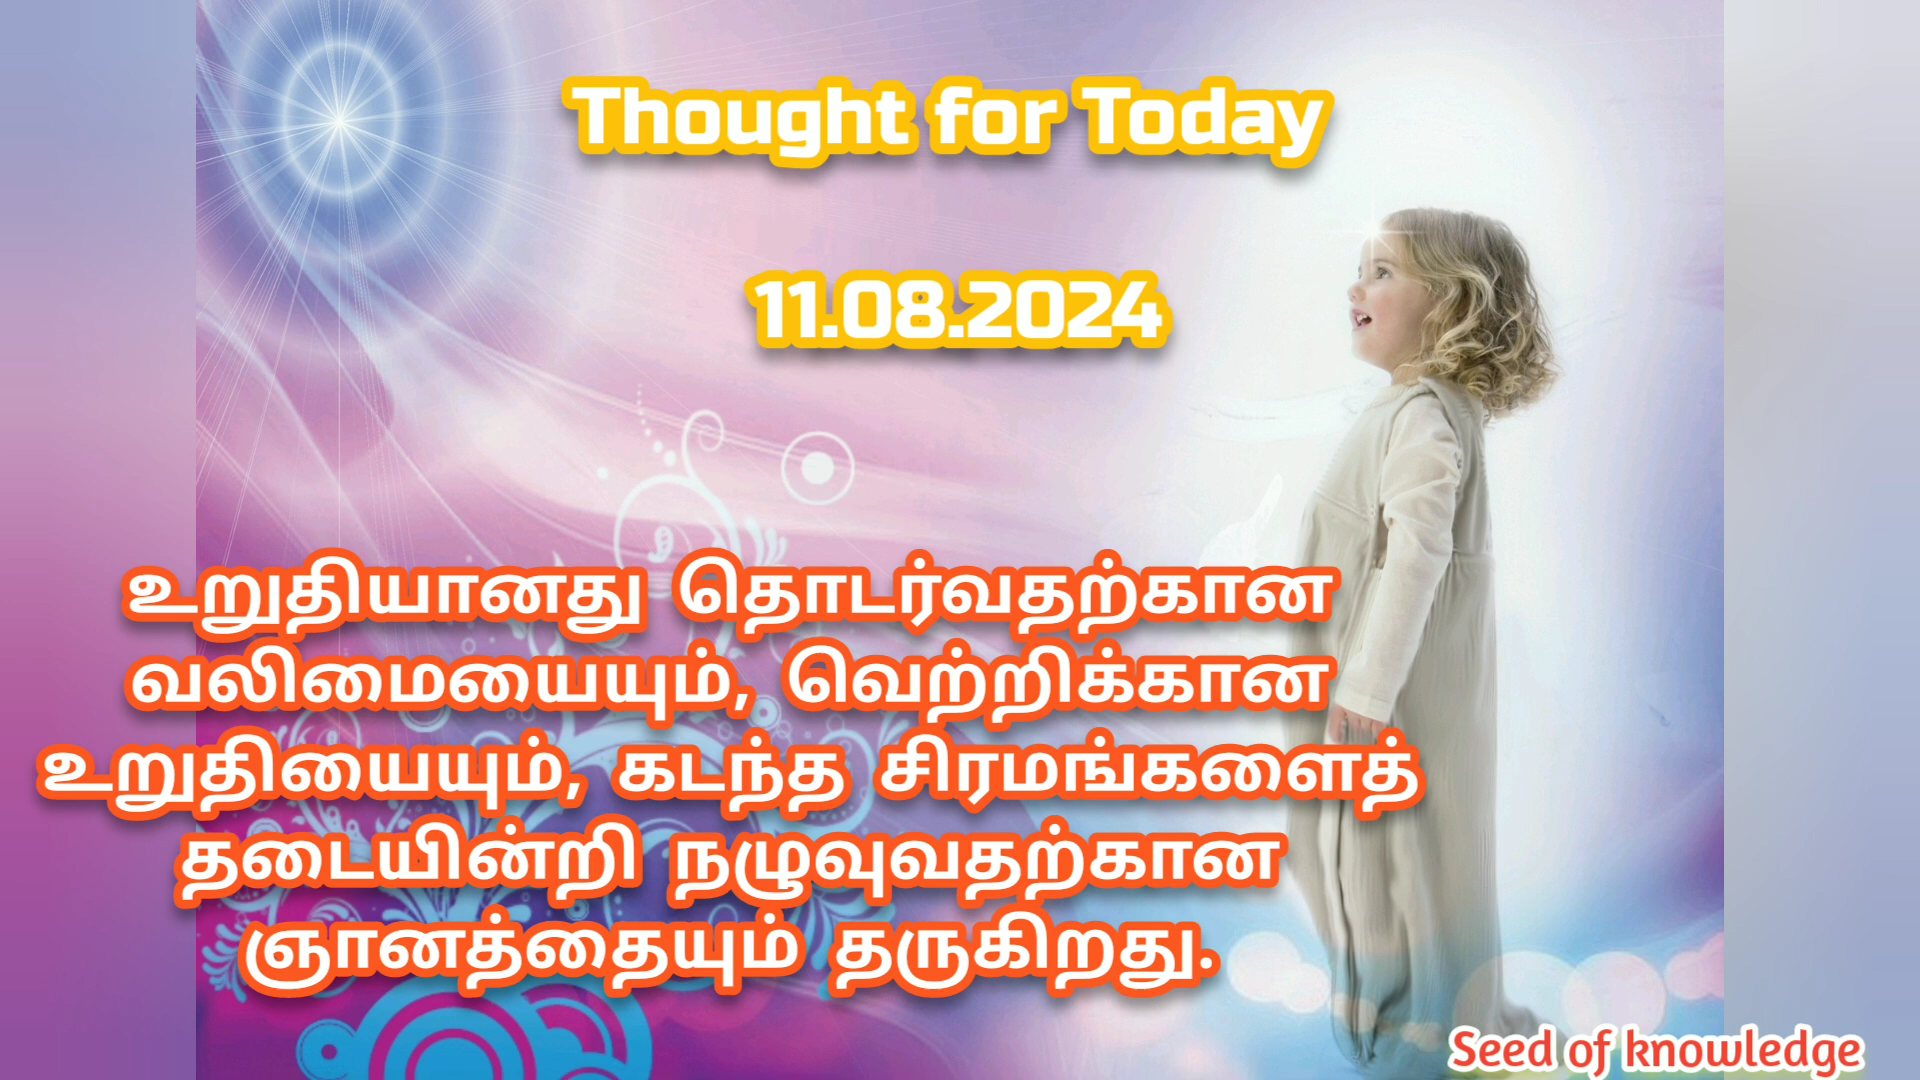 Thought for Today
11.08.2024
உறுதியானது தொடர்வதற்கான
வலிமையையும், வெற்றிக்கான
உறுதியையும், கடந்த சிரமங்களைத்
தடையின்றி நழுவுவதற்கான
ஞானத்தையும் தருகிறது.
Seed of knowledge